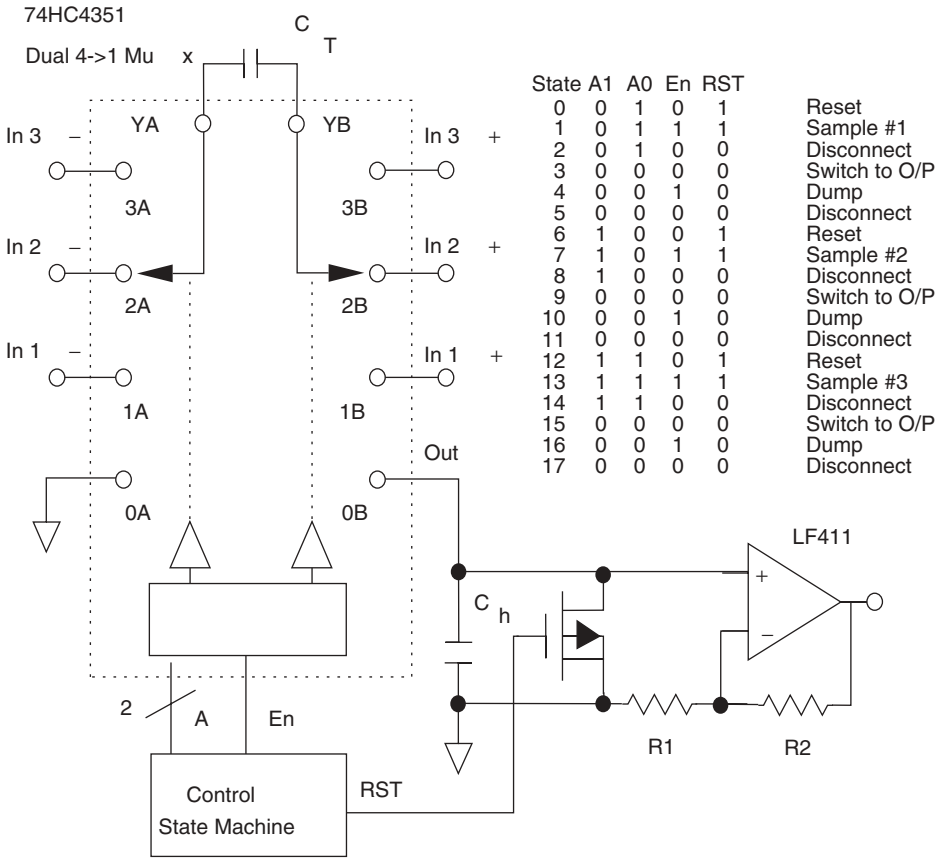 74HC4351
Dual 4->1 Mu x
C T
YA
YB
In 3 −
In 3 +
3A
3B
In 2 −
In 2 +
2A
2B
In 1 −
In 1 +
1A
1B
Out
0A
0B
State A1 A0 En RST
0 0 1 0 1 Reset
1 0 1 1 1 Sample #1
2 0 1 0 0 Disconnect
3 0 0 0 0 Switch to O/P
4 0 0 1 0 Dump
5 0 0 0 0 Disconnect
6 1 0 0 1 Reset
7 1 0 1 1 Sample #2
8 1 0 0 0 Disconnect
9 0 0 0 0 Switch to O/P
10 0 0 1 0 Dump
11 0 0 0 0 Disconnect
12 1 1 0 1 Reset
13 1 1 1 1 Sample #3
14 1 1 0 0 Disconnect
15 0 0 0 0 Switch to O/P
16 0 0 1 0 Dump
17 0 0 0 0 Disconnect
LF411
+
−
C h
R1
R2
2
A
En
RST
Control
State Machine